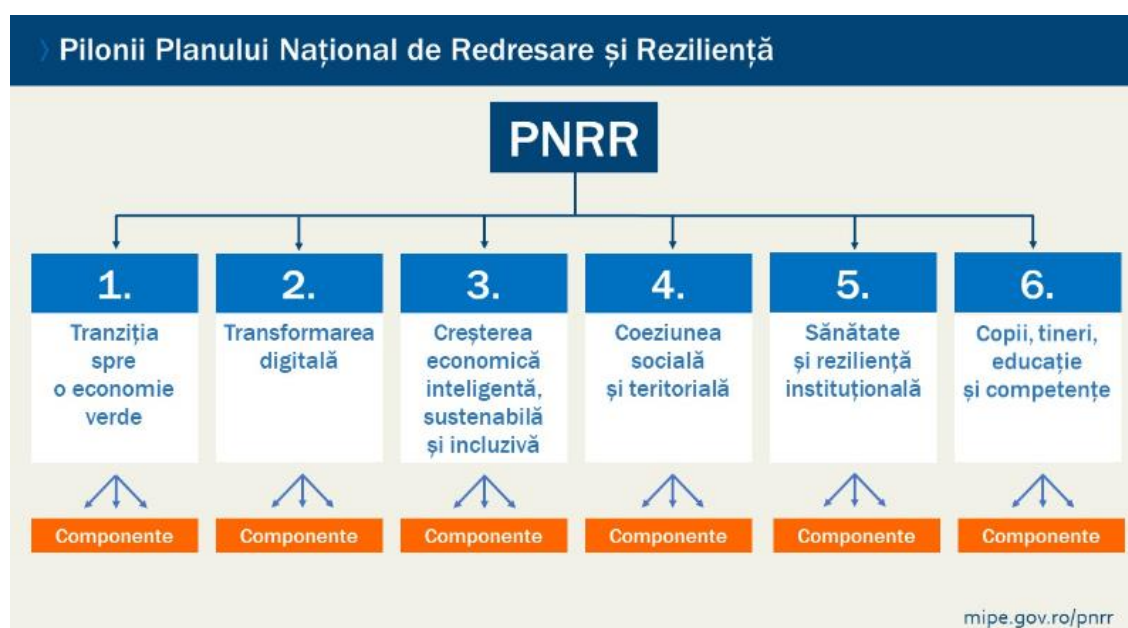 Pilonii Planului Național de Redresare și Reziliență
PNRR
1.
Tranziția
spre
o economie
verde
Componente
2.
Transformarea
digitală
Componente
3.
Creșterea
economică
inteligentă,
sustenabilă
și incluzivă
Componente
4.
Coeziunea
socială
și teritorială
Componente
5.
Sănătate
și reziliență
instituțională
Componente
6.
Copii, tineri,
educație
și competențe
Componente
mipe.gov.ro/pnrr